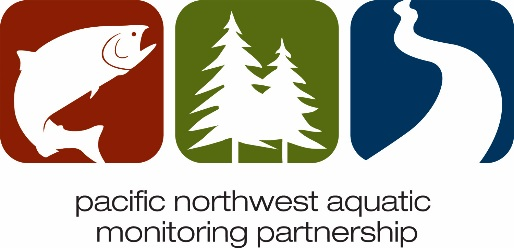 pacific northwest aquatic
monitoring partnership